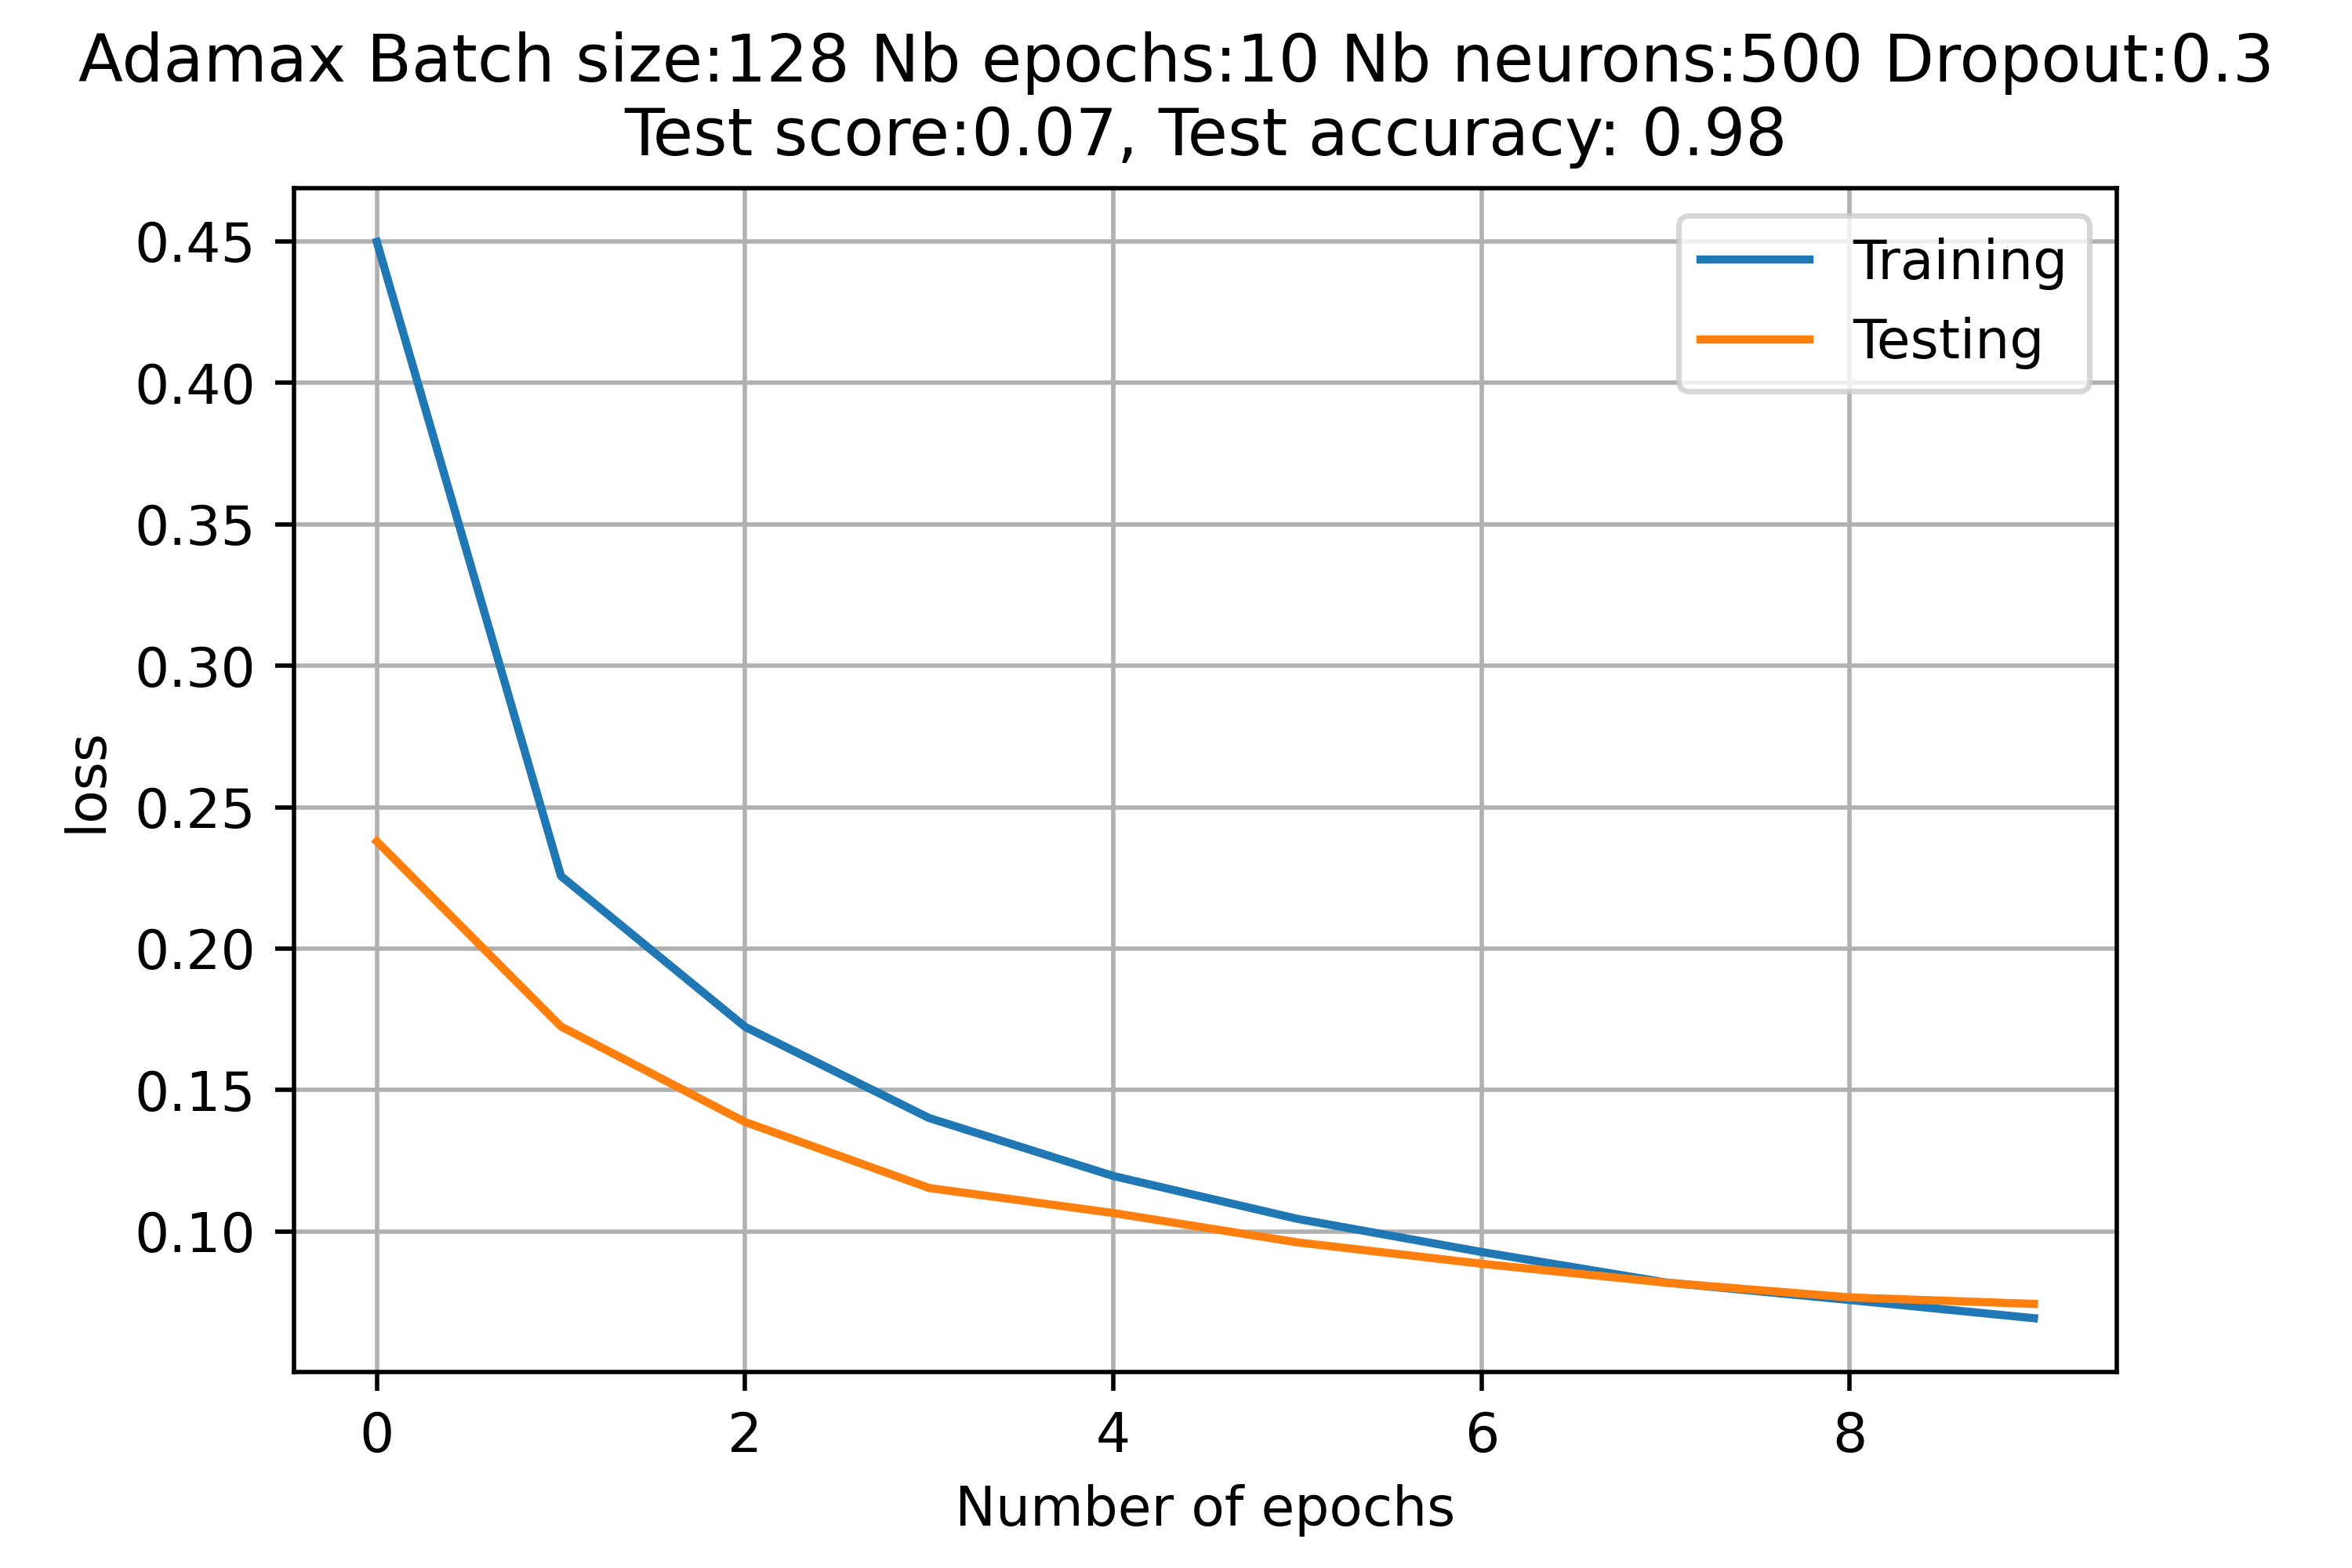 Adamax Batch size:128 Nb epochs:10 Nb neurons:500 Dropout:0.3
Test score:0.07, Test accuracy: 0.98
Training
Testing
0.45
0.40
0.35
0.30
0.25
0.20
0.15
0.10
loss
0 2 4 6 8
Number of epochs